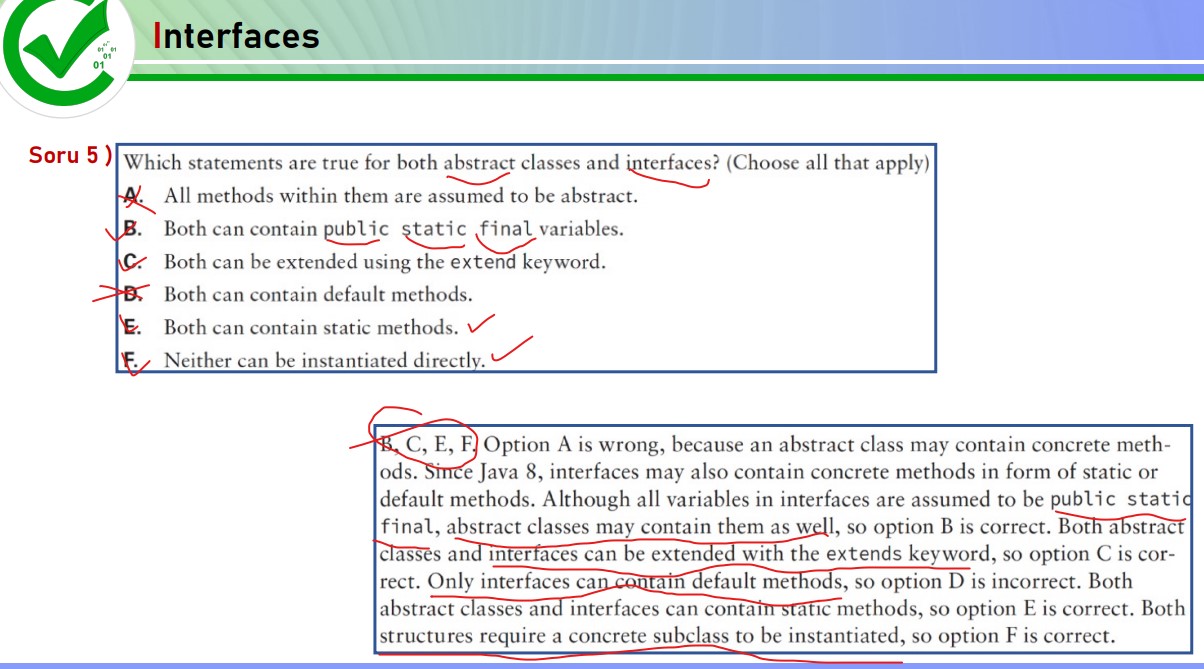 01 01
01
01
Interfaces
Soru 5 )
Which statements are true for both abstract classes and interfaces? (Choose all that apply)
A. All methods within them are assumed to be abstract.
B. Both can contain public static final variables.
C. Both can be extended using the extend keyword.
D. Both can contain default methods.
E. Both can contain static methods.
F. Neither can be instantiated directly.
B, C, E, F. Option A is wrong, because an abstract class may contain concrete meth-
ods. Since Java 8, interfaces may also contain concrete methods in form of static or
default methods. Although all variables in interfaces are assumed to be public static
final, abstract classes may contain them as well, so option B is correct. Both abstract
classes and interfaces can be extended with the extends keyword, so option C is cor-
rect. Only interfaces can contain default methods, so option D is incorrect. Both
abstract classes and interfaces can contain static methods, so option E is correct. Both
structures require a concrete subclass to be instantiated, so option F is correct.